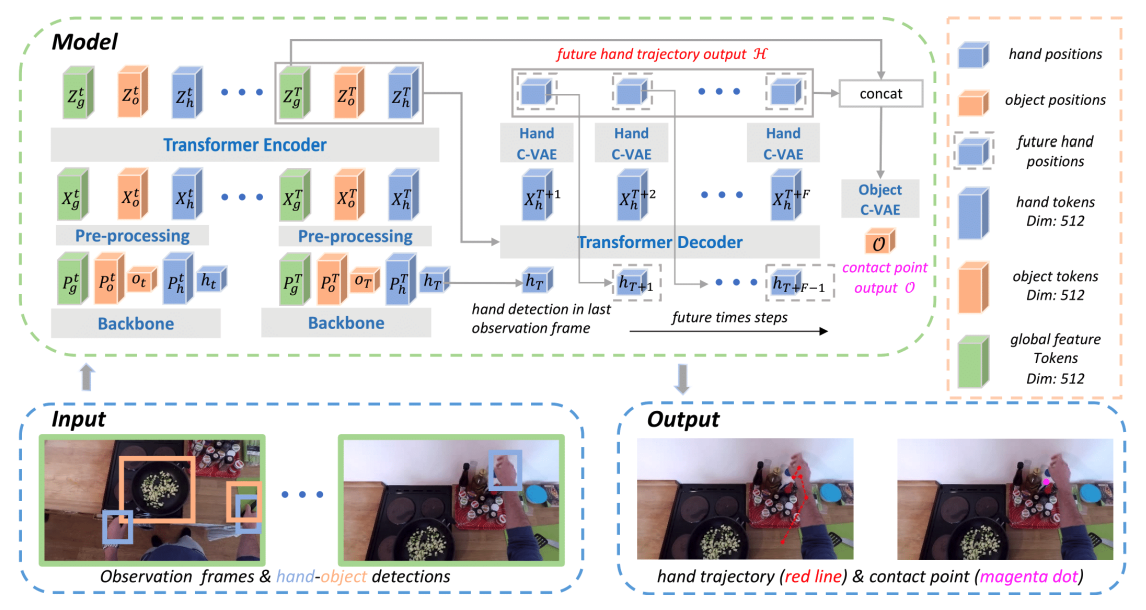 Model
future hand trajectory output ℋ
Z_g^t Z_o^t Z_h^t • • • Z_g^T Z_o^T Z_h^T
• • •
concat
Transformer Encoder
Hand C-VAE
Hand C-VAE
Hand C-VAE
X_g^t X_o^t X_h^t • • • X_g^T X_o^T X_h^T
X_h^{T+1} X_h^{T+2} • • • X_h^{T+F}
Object C-VAE
Pre-processing Pre-processing
Transformer Decoder
𝒪
contact point
output 𝒪
P_g^t P_o^t o_t P_h^t h_t
P_g^T P_o^T o_T P_h^T h_T
h_T h_{T+1} • • • h_{T+F−1}
Backbone Backbone
hand detection in last
observation frame
future times steps
hand positions
object positions
future hand
positions
hand tokens
Dim: 512
object tokens
Dim: 512
global feature
Tokens
Dim: 512
Input
• • •
Observation frames & hand-object detections
Output
hand trajectory (red line) & contact point (magenta dot)